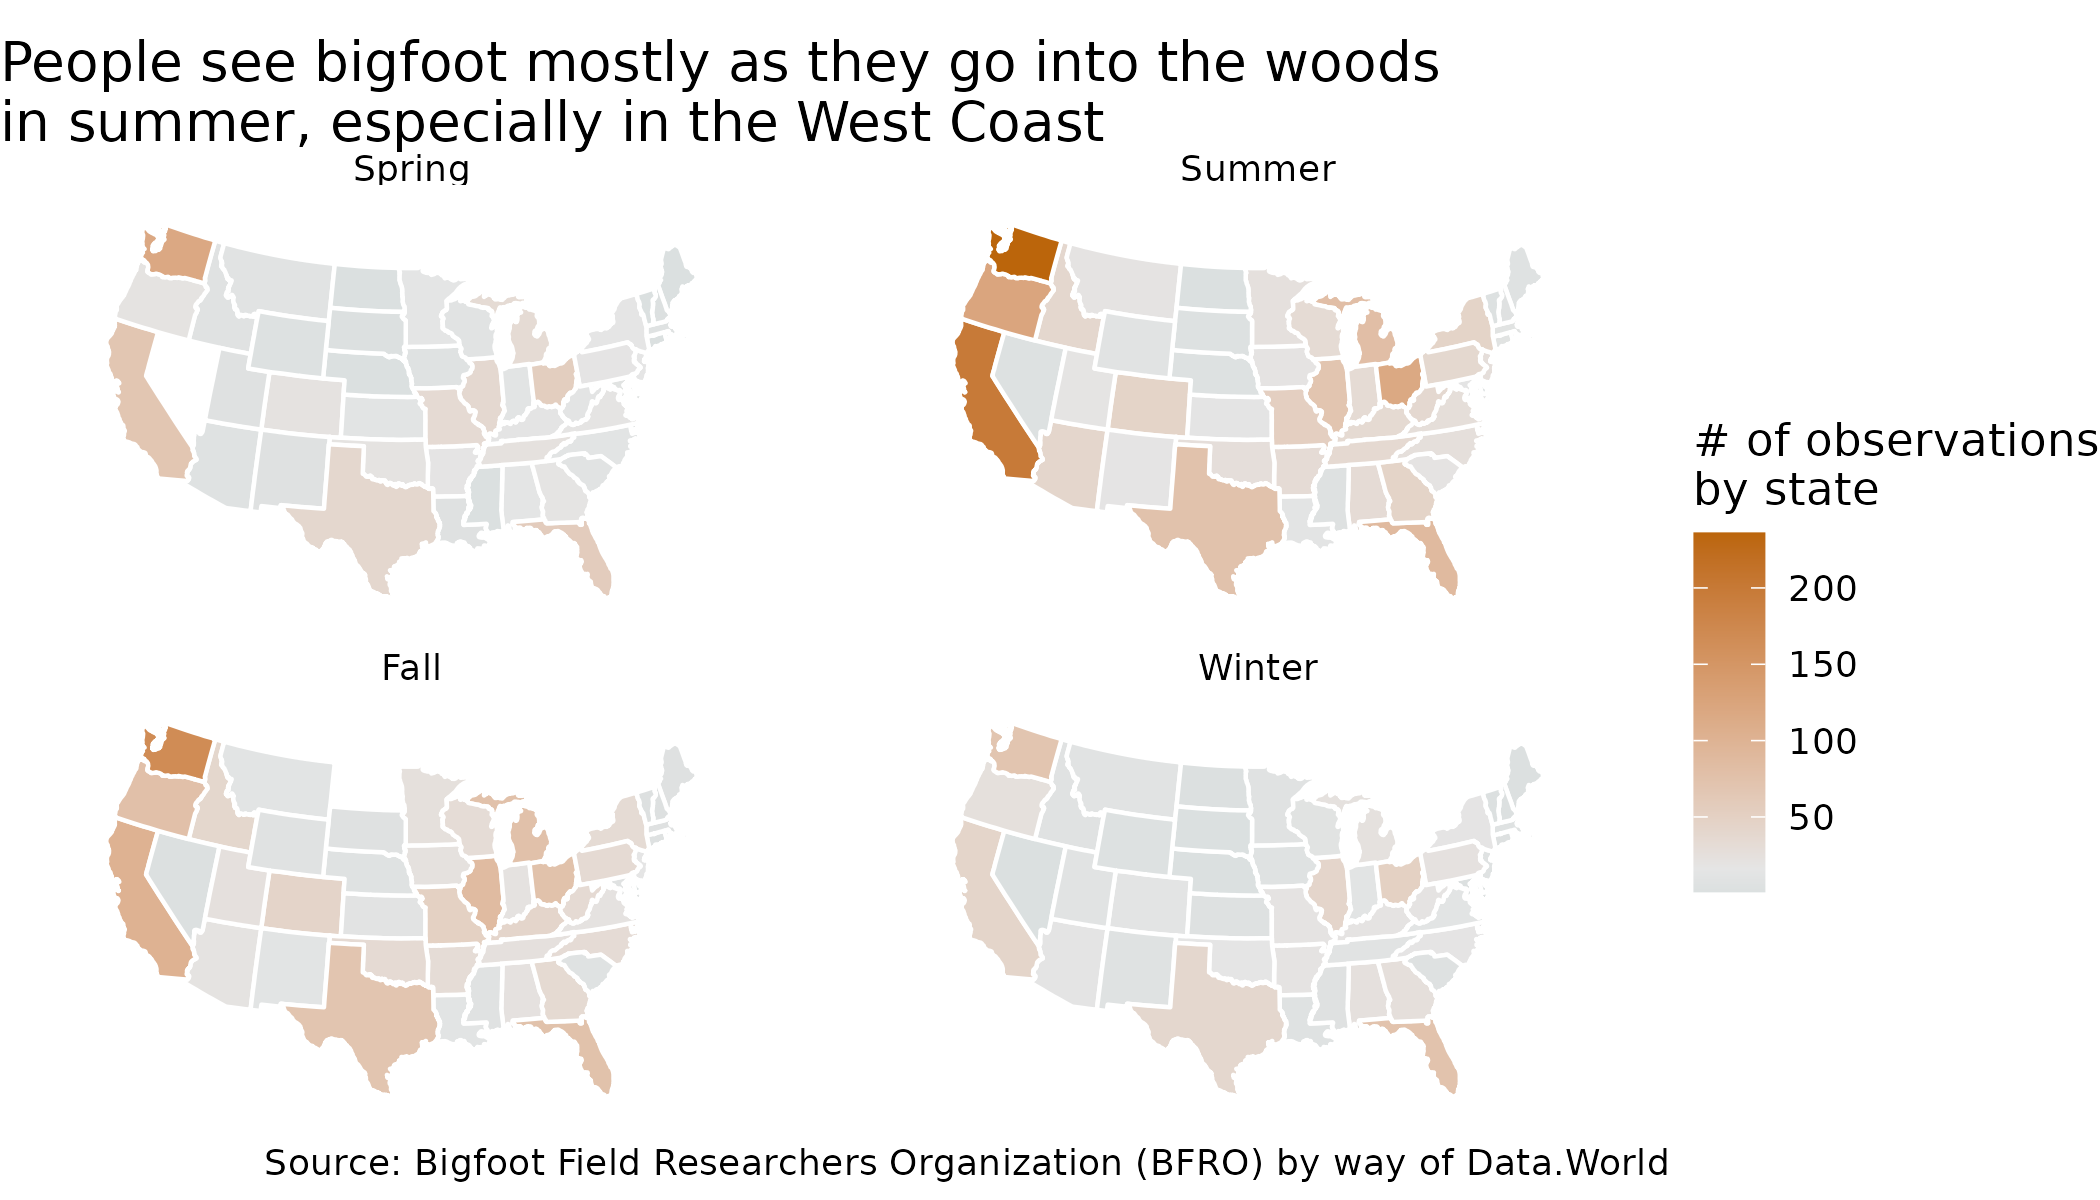 People see bigfoot mostly as they go into the woods
in summer, especially in the West Coast
Spring
Summer
# of observations
by state
200
150
100
50
Fall
Winter
Source: Bigfoot Field Researchers Organization (BFRO) by way of Data.World